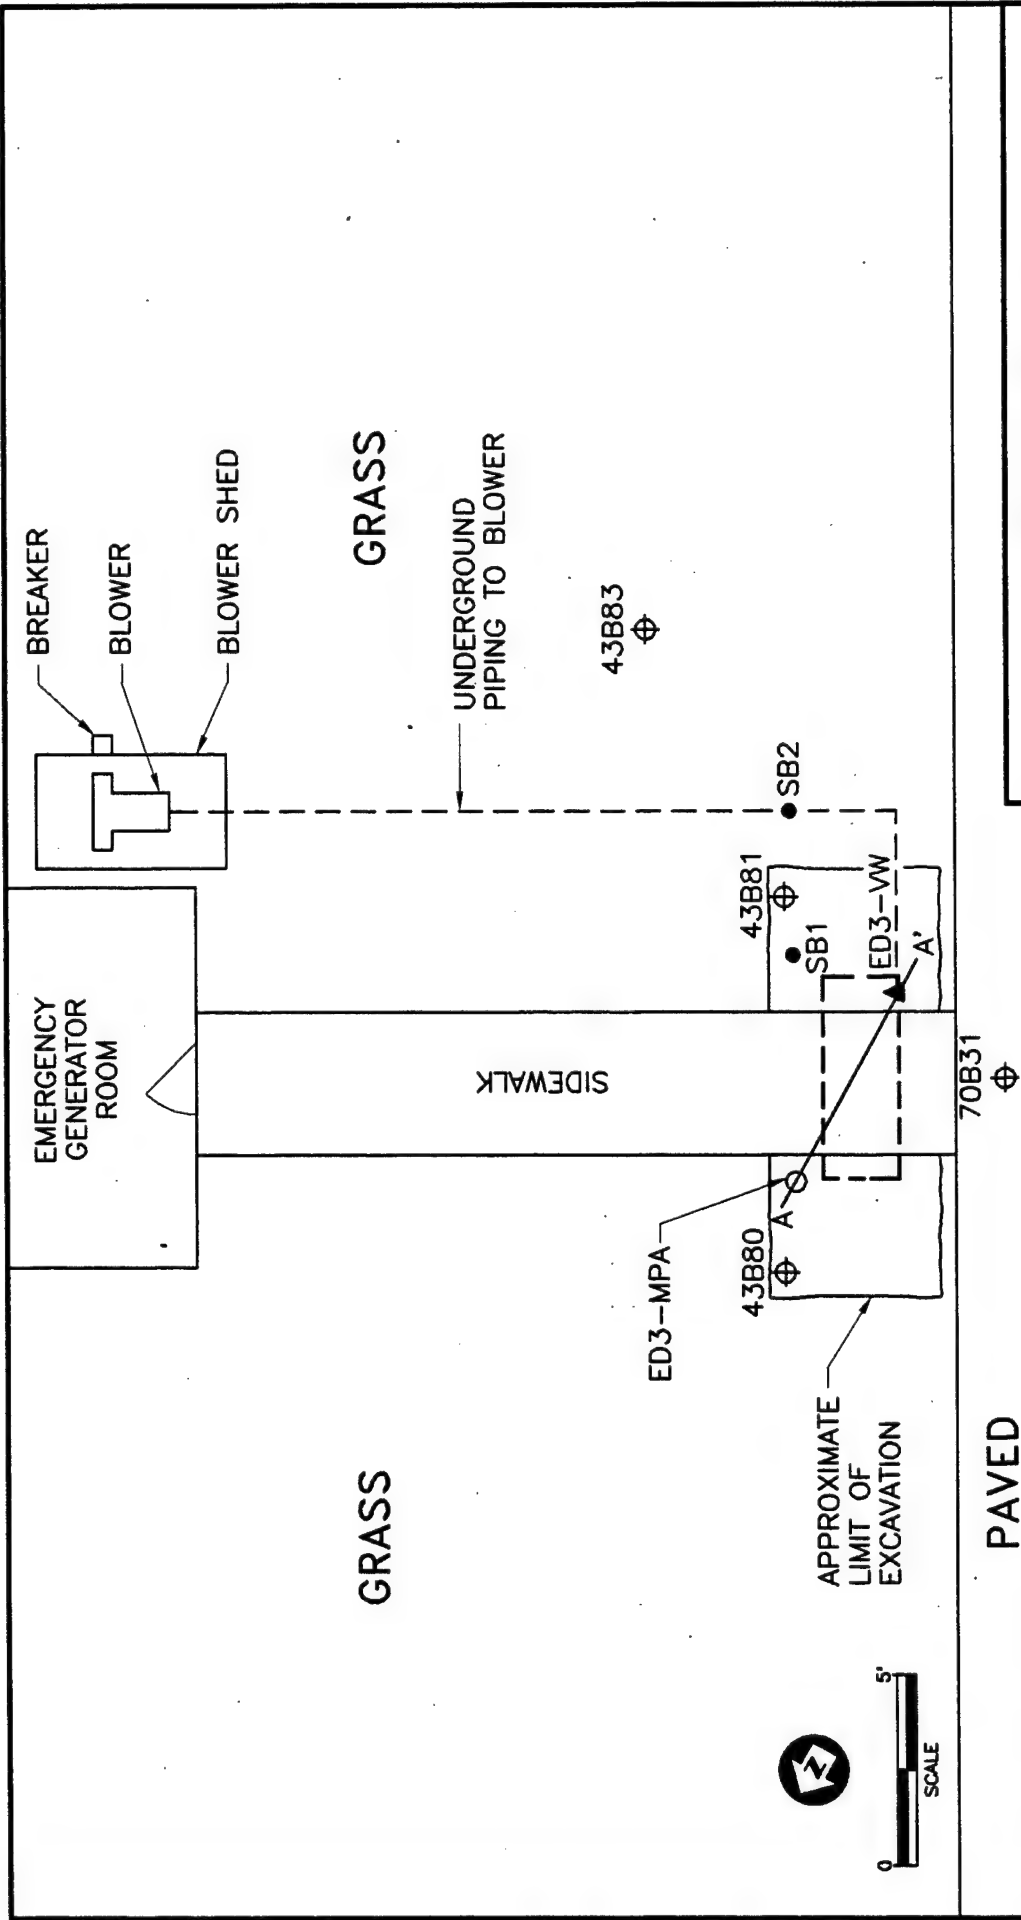 BREAKER
BLOWER
BLOWER SHED
EMERGENCY
GENERATOR
ROOM
GRASS
GRASS
UNDERGROUND
PIPING TO BLOWER
SIDEWALK
43B83
ED3-MPA
43B80
A
43B81
SB1
SB2
ED3-VW
A'
APPROXIMATE
LIMIT OF
EXCAVATION
70B31
PAVED
N
0
5'
SCALE